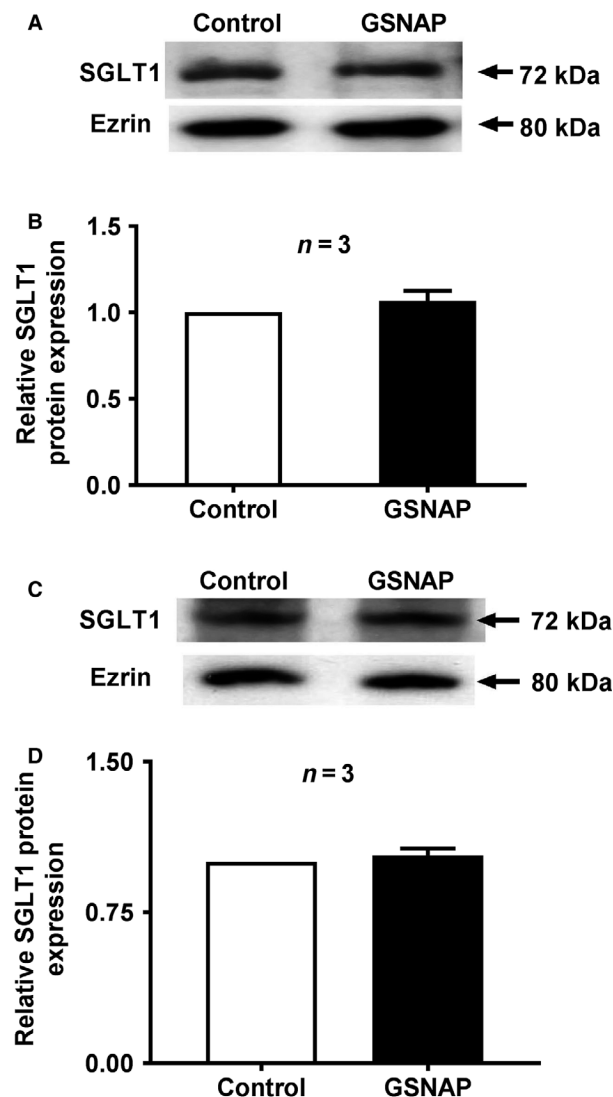 A
Control GSNAP
SGLT1 72 kDa
Ezrin 80 kDa
B
Relative SGLT1
protein expression
1.5
n = 3
1.0
0.5
0.0
Control GSNAP
C
Control GSNAP
SGLT1 72 kDa
Ezrin 80 kDa
D
Relative SGLT1 protein
expression
1.50
n = 3
0.75
0.00
Control GSNAP